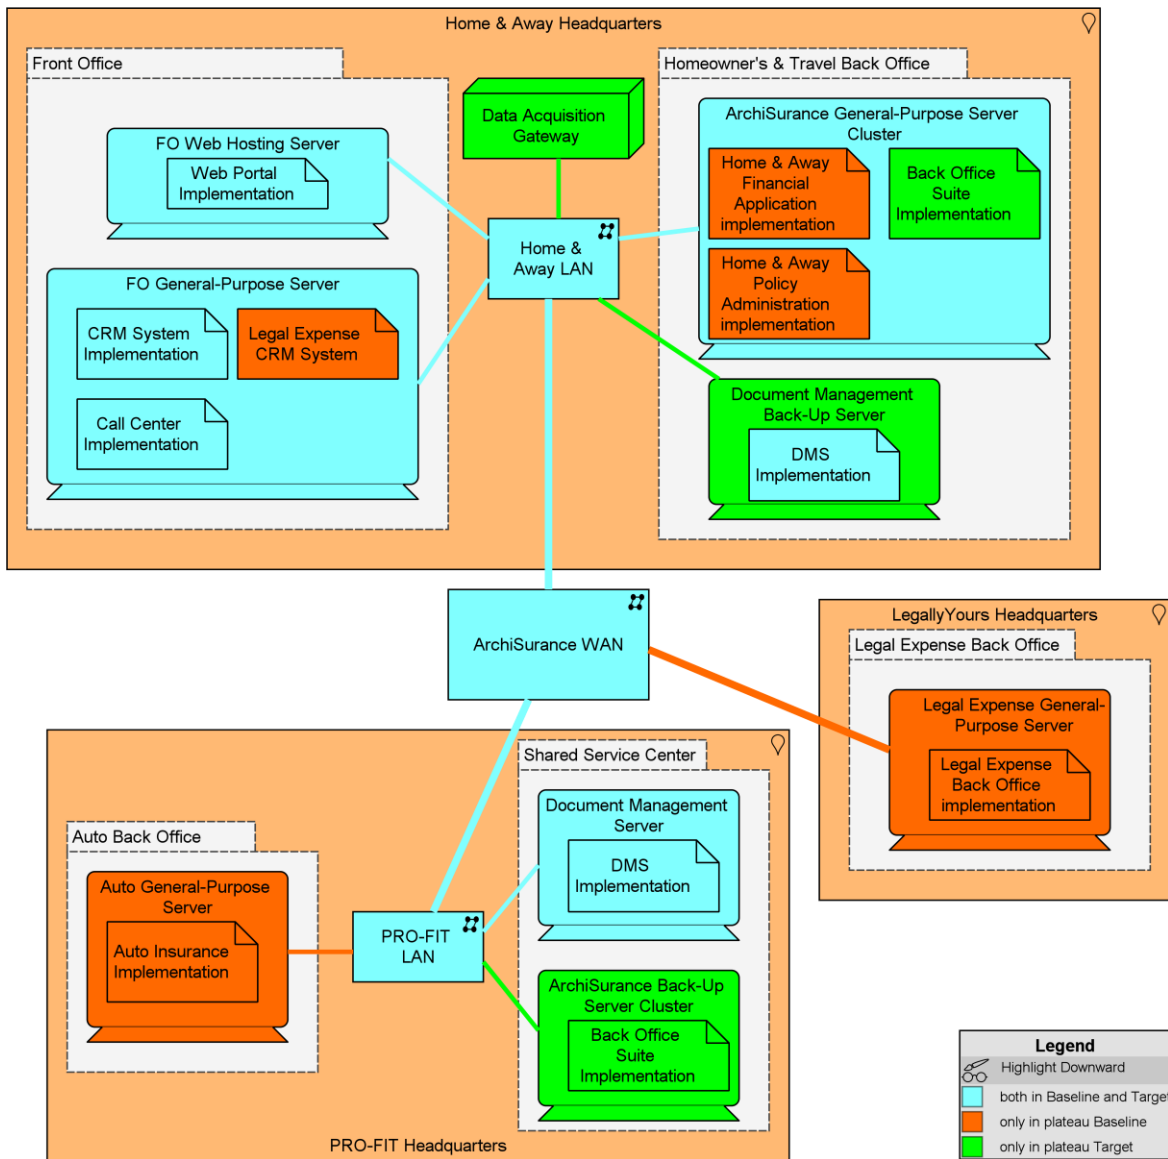 Home & Away Headquarters
Front Office
FO Web Hosting Server
Web Portal
Implementation
FO General-Purpose Server
CRM System
Implementation
Legal Expense
CRM System
Call Center
Implementation
Data Acquisition
Gateway
Home &
Away LAN
Homeowner's & Travel Back Office
ArchiSurance General-Purpose Server
Cluster
Home & Away
Financial
Application
implementation
Back Office
Suite
Implementation
Home & Away
Policy
Administration
implementation
Document Management
Back-Up Server
DMS
Implementation
ArchiSurance WAN
LegallyYours Headquarters
Legal Expense Back Office
Legal Expense General-
Purpose Server
Legal Expense
Back Office
implementation
Shared Service Center
Document Management
Server
DMS
Implementation
Auto Back Office
Auto General-Purpose
Server
Auto Insurance
Implementation
PRO-FIT
LAN
ArchiSurance Back-Up
Server Cluster
Back Office
Suite
Implementation
PRO-FIT Headquarters
Legend
Highlight Downward
both in Baseline and Target
only in plateau Baseline
only in plateau Target